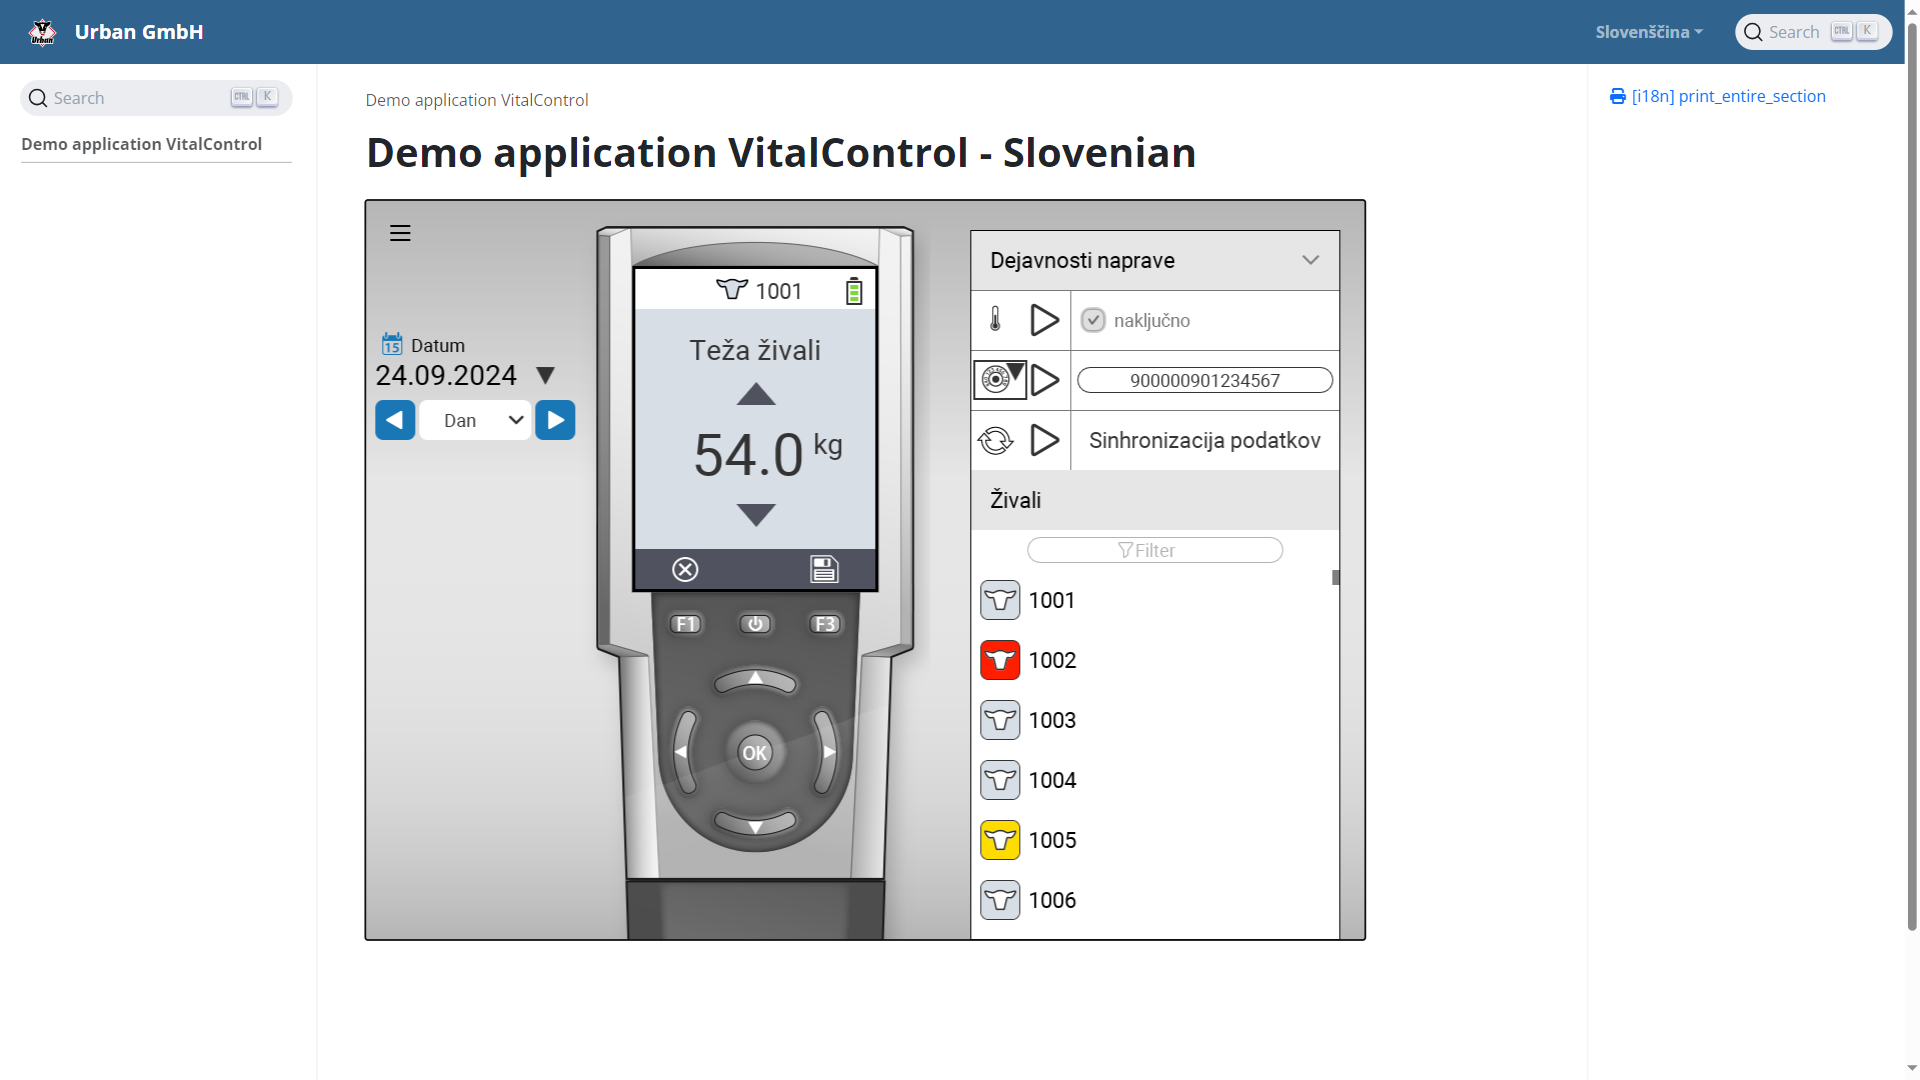 Urban GmbH
Slovenščina
Search CTRL K
Search CTRL K
Demo application VitalControl
Demo application VitalControl
Demo application VitalControl - Slovenian
[i18n] print_entire_section
15 Datum
24.09.2024
Dan
1001
Teža živali
54.0 kg
F1
F3
OK
Dejavnosti naprave
naključno
900000901234567
Sinhronizacija podatkov
Živali
Filter
1001
1002
1003
1004
1005
1006